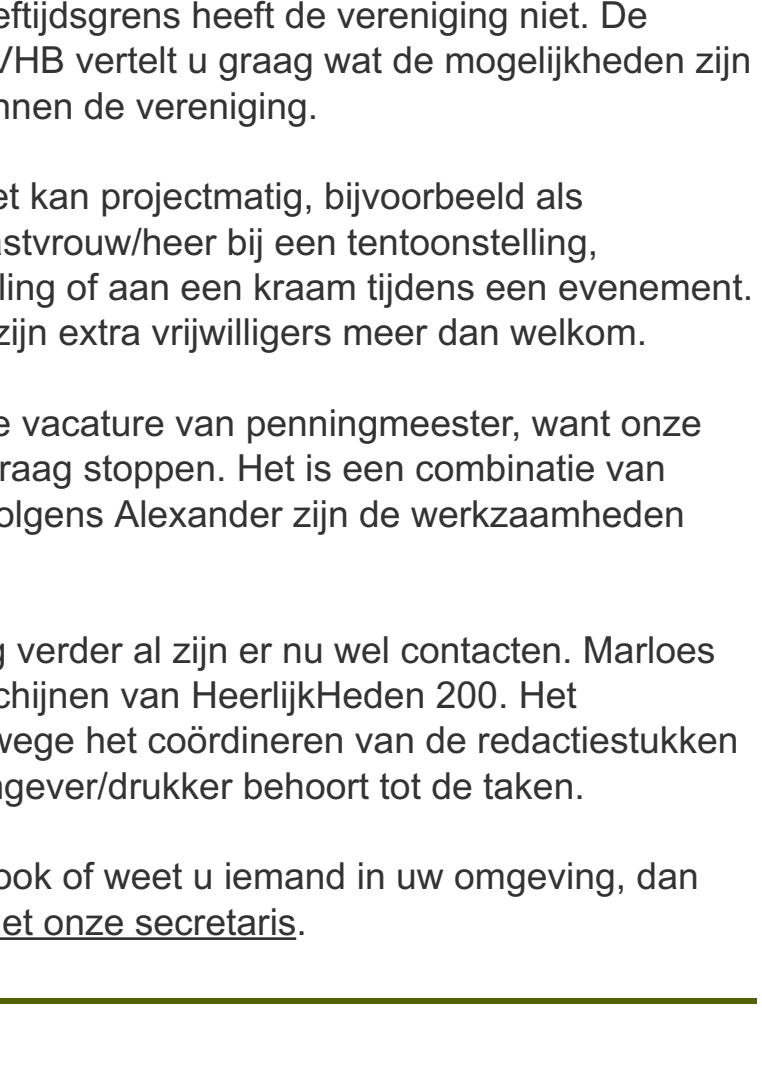 eftijdsgrens heeft de vereniging niet. De
VHB vertelt u graag wat de mogelijkheden zijn
nnen de vereniging.
et kan projectmatig, bijvoorbeeld als
astvrouw/heer bij een tentoonstelling,
ling of aan een kraam tijdens een evenement.
zijn extra vrijwilligers meer dan welkom.
e vacature van penningmeester, want onze
raag stoppen. Het is een combinatie van
olgens Alexander zijn de werkzaamheden
g verder al zijn er nu wel contacten. Marloes
chijnen van HeerlijkHeden 200. Het
wege het coördineren van de redactiestukken
ngever/drukker behoort tot de taken.
ook of weet u iemand in uw omgeving, dan
et onze secretaris.